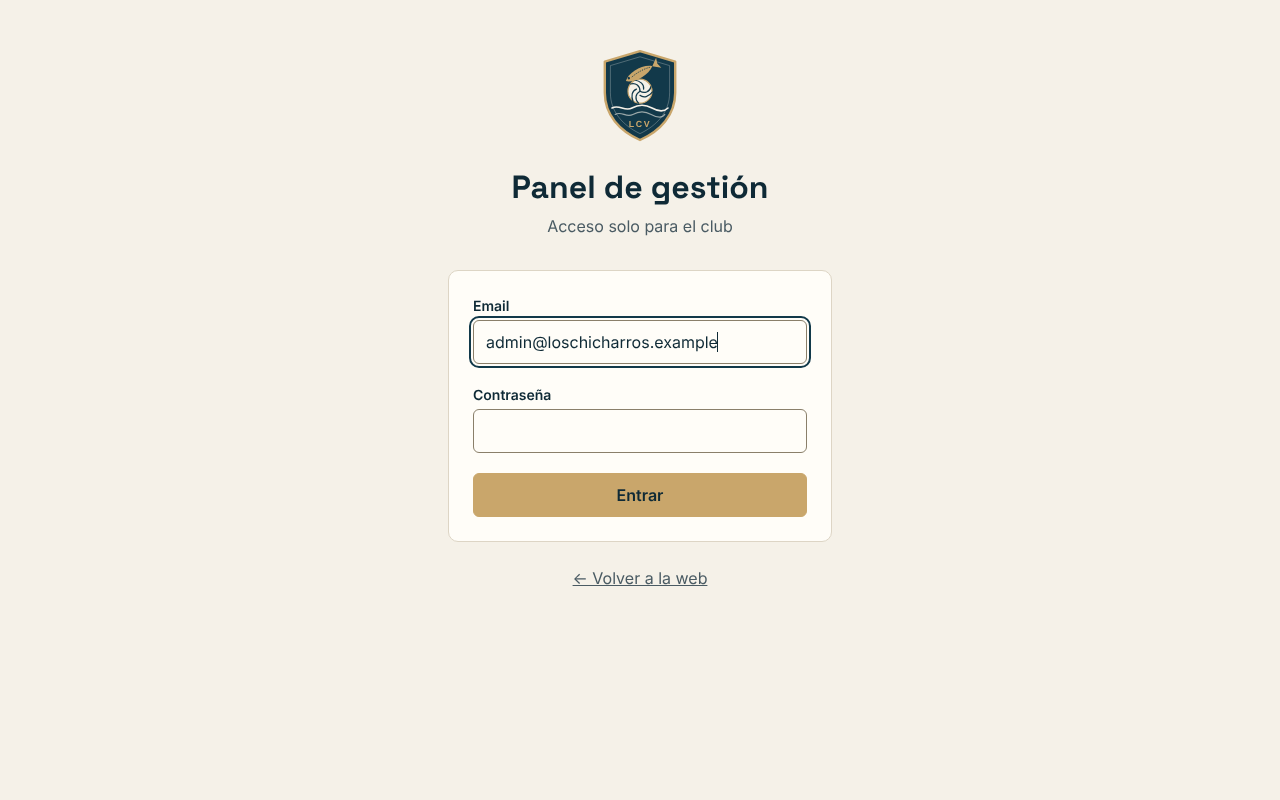 LCV
Panel de gestión
Acceso solo para el club
Email
admin@loschicharros.example
Contraseña
Entrar
← Volver a la web